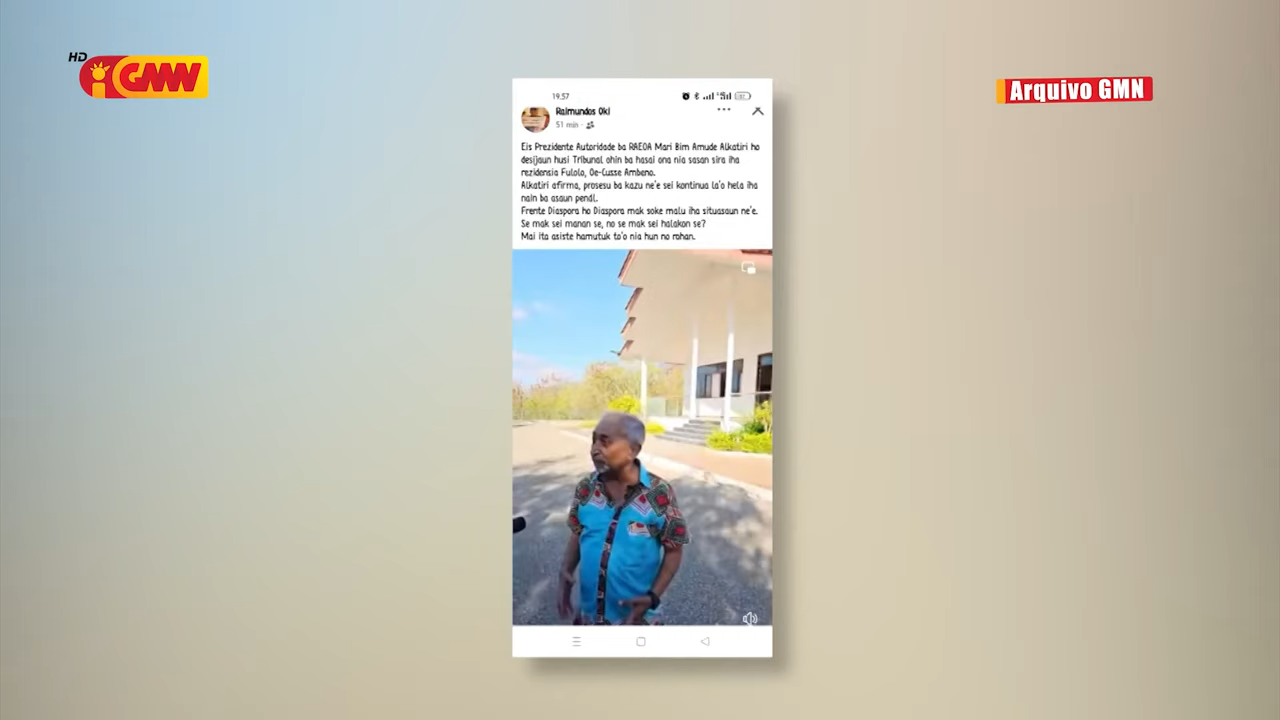 HD
GMN
Arquivo GMN
19.57
Raimundos Oki
51 min ·
Eis Prezidente Autoridade ba RAEOA Mari Bim Amude Alkatiri ho
desijaun husi Tribunal ohin ba hasai ona nia sasan sira iha
rezidensia Fulolo, Oe-Cusse Ambeno.
Alkatiri afirma, prosesu ba kazu ne'e sei kontinua la'o hela iha
nain ba asaun penál.
Frente Diaspora ho Diaspora mak soke malu iha situasaun ne'e.
Se mak sei manan se, no se mak sei halakon se?
Mai ita asiste hamutuk to'o nia hun no rohan.